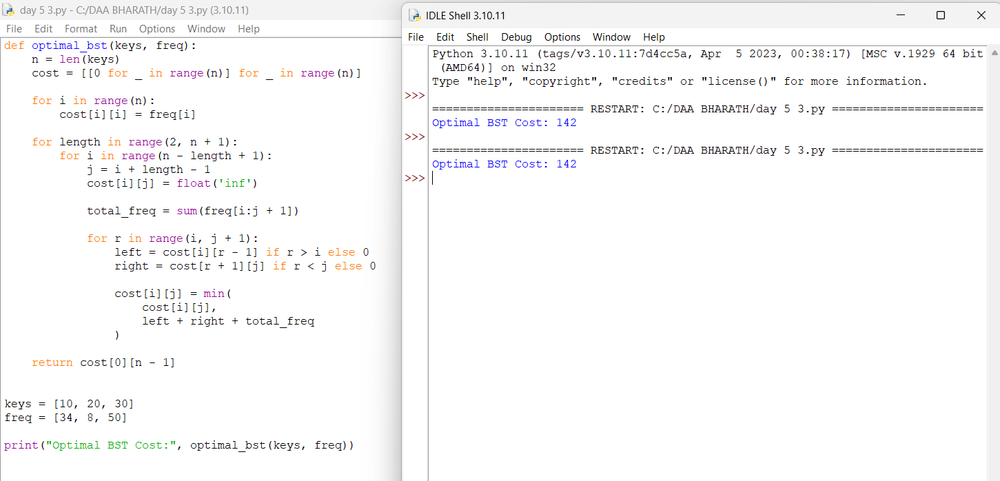 day 5 3.py - C:/DAA BHARATH/day 5 3.py (3.10.11)
File Edit Format Run Options Window Help
def optimal_bst(keys, freq):
    n = len(keys)
    cost = [[0 for _ in range(n)] for _ in range(n)]

    for i in range(n):
        cost[i][i] = freq[i]

    for length in range(2, n + 1):
        for i in range(n - length + 1):
            j = i + length - 1
            cost[i][j] = float('inf')

            total_freq = sum(freq[i:j + 1])

            for r in range(i, j + 1):
                left = cost[i][r - 1] if r > i else 0
                right = cost[r + 1][j] if r < j else 0

                cost[i][j] = min(
                    cost[i][j],
                    left + right + total_freq
                )

    return cost[0][n - 1]


keys = [10, 20, 30]
freq = [34, 8, 50]

print("Optimal BST Cost:", optimal_bst(keys, freq))
IDLE Shell 3.10.11
File Edit Shell Debug Options Window Help
Python 3.10.11 (tags/v3.10.11:7d4cc5a, Apr  5 2023, 00:38:17) [MSC v.1929 64 bit
 (AMD64)] on win32
Type "help", "copyright", "credits" or "license()" for more information.
>>>
====================== RESTART: C:/DAA BHARATH/day 5 3.py ======================
Optimal BST Cost: 142
>>>
====================== RESTART: C:/DAA BHARATH/day 5 3.py ======================
Optimal BST Cost: 142
>>>